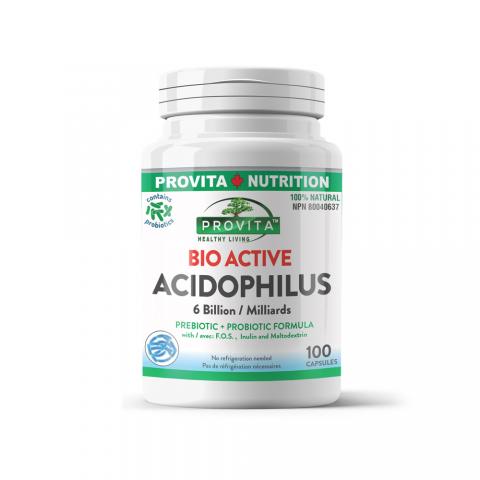 PROVITA NUTRITION
100% NATURAL
NPN 80040637
contains
probiotics
PROVITA™
HEALTHY LIVING
BIO ACTIVE
ACIDOPHILUS
6 Billion / Milliards
PREBIOTIC + PROBIOTIC FORMULA
with / avec: F.O.S., Inulin and Maltodextrin
No refrigeration needed
Pas de réfrigération nécessaires
100
CAPSULES